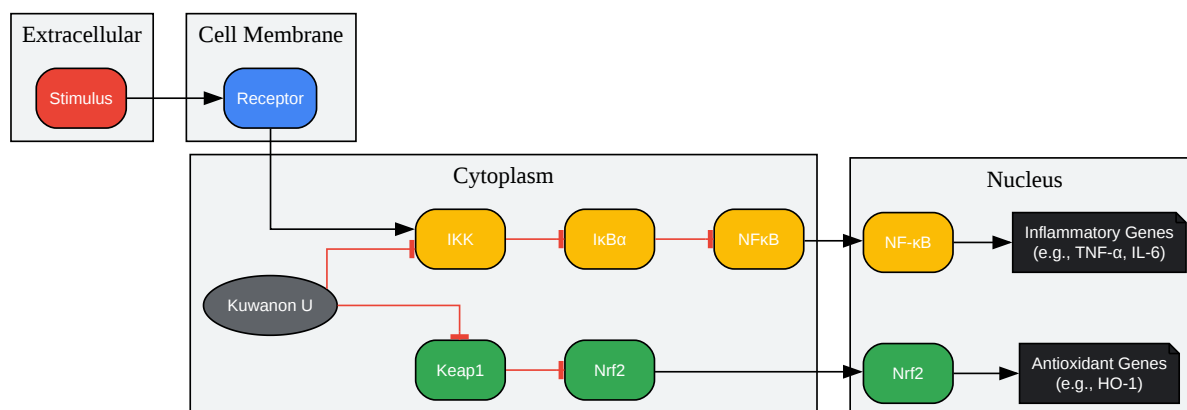 Extracellular
Cell Membrane
Stimulus
Receptor
Cytoplasm
Nucleus
IKK
IκBα
NFκB
NF-κB
Inflammatory Genes
(e.g., TNF-α, IL-6)
Kuwanon U
Keap1
Nrf2
Nrf2
Antioxidant Genes
(e.g., HO-1)